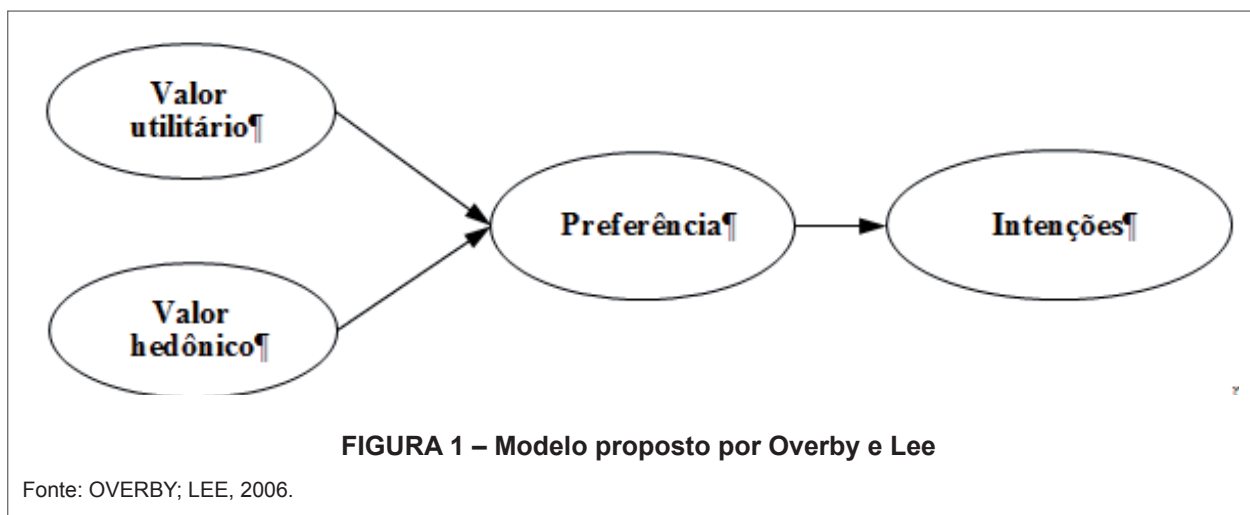 Valor
utilitário¶
Preferência¶
Intenções¶
Valor
hedônico¶
FIGURA 1 – Modelo proposto por Overby e Lee
Fonte: OVERBY; LEE, 2006.